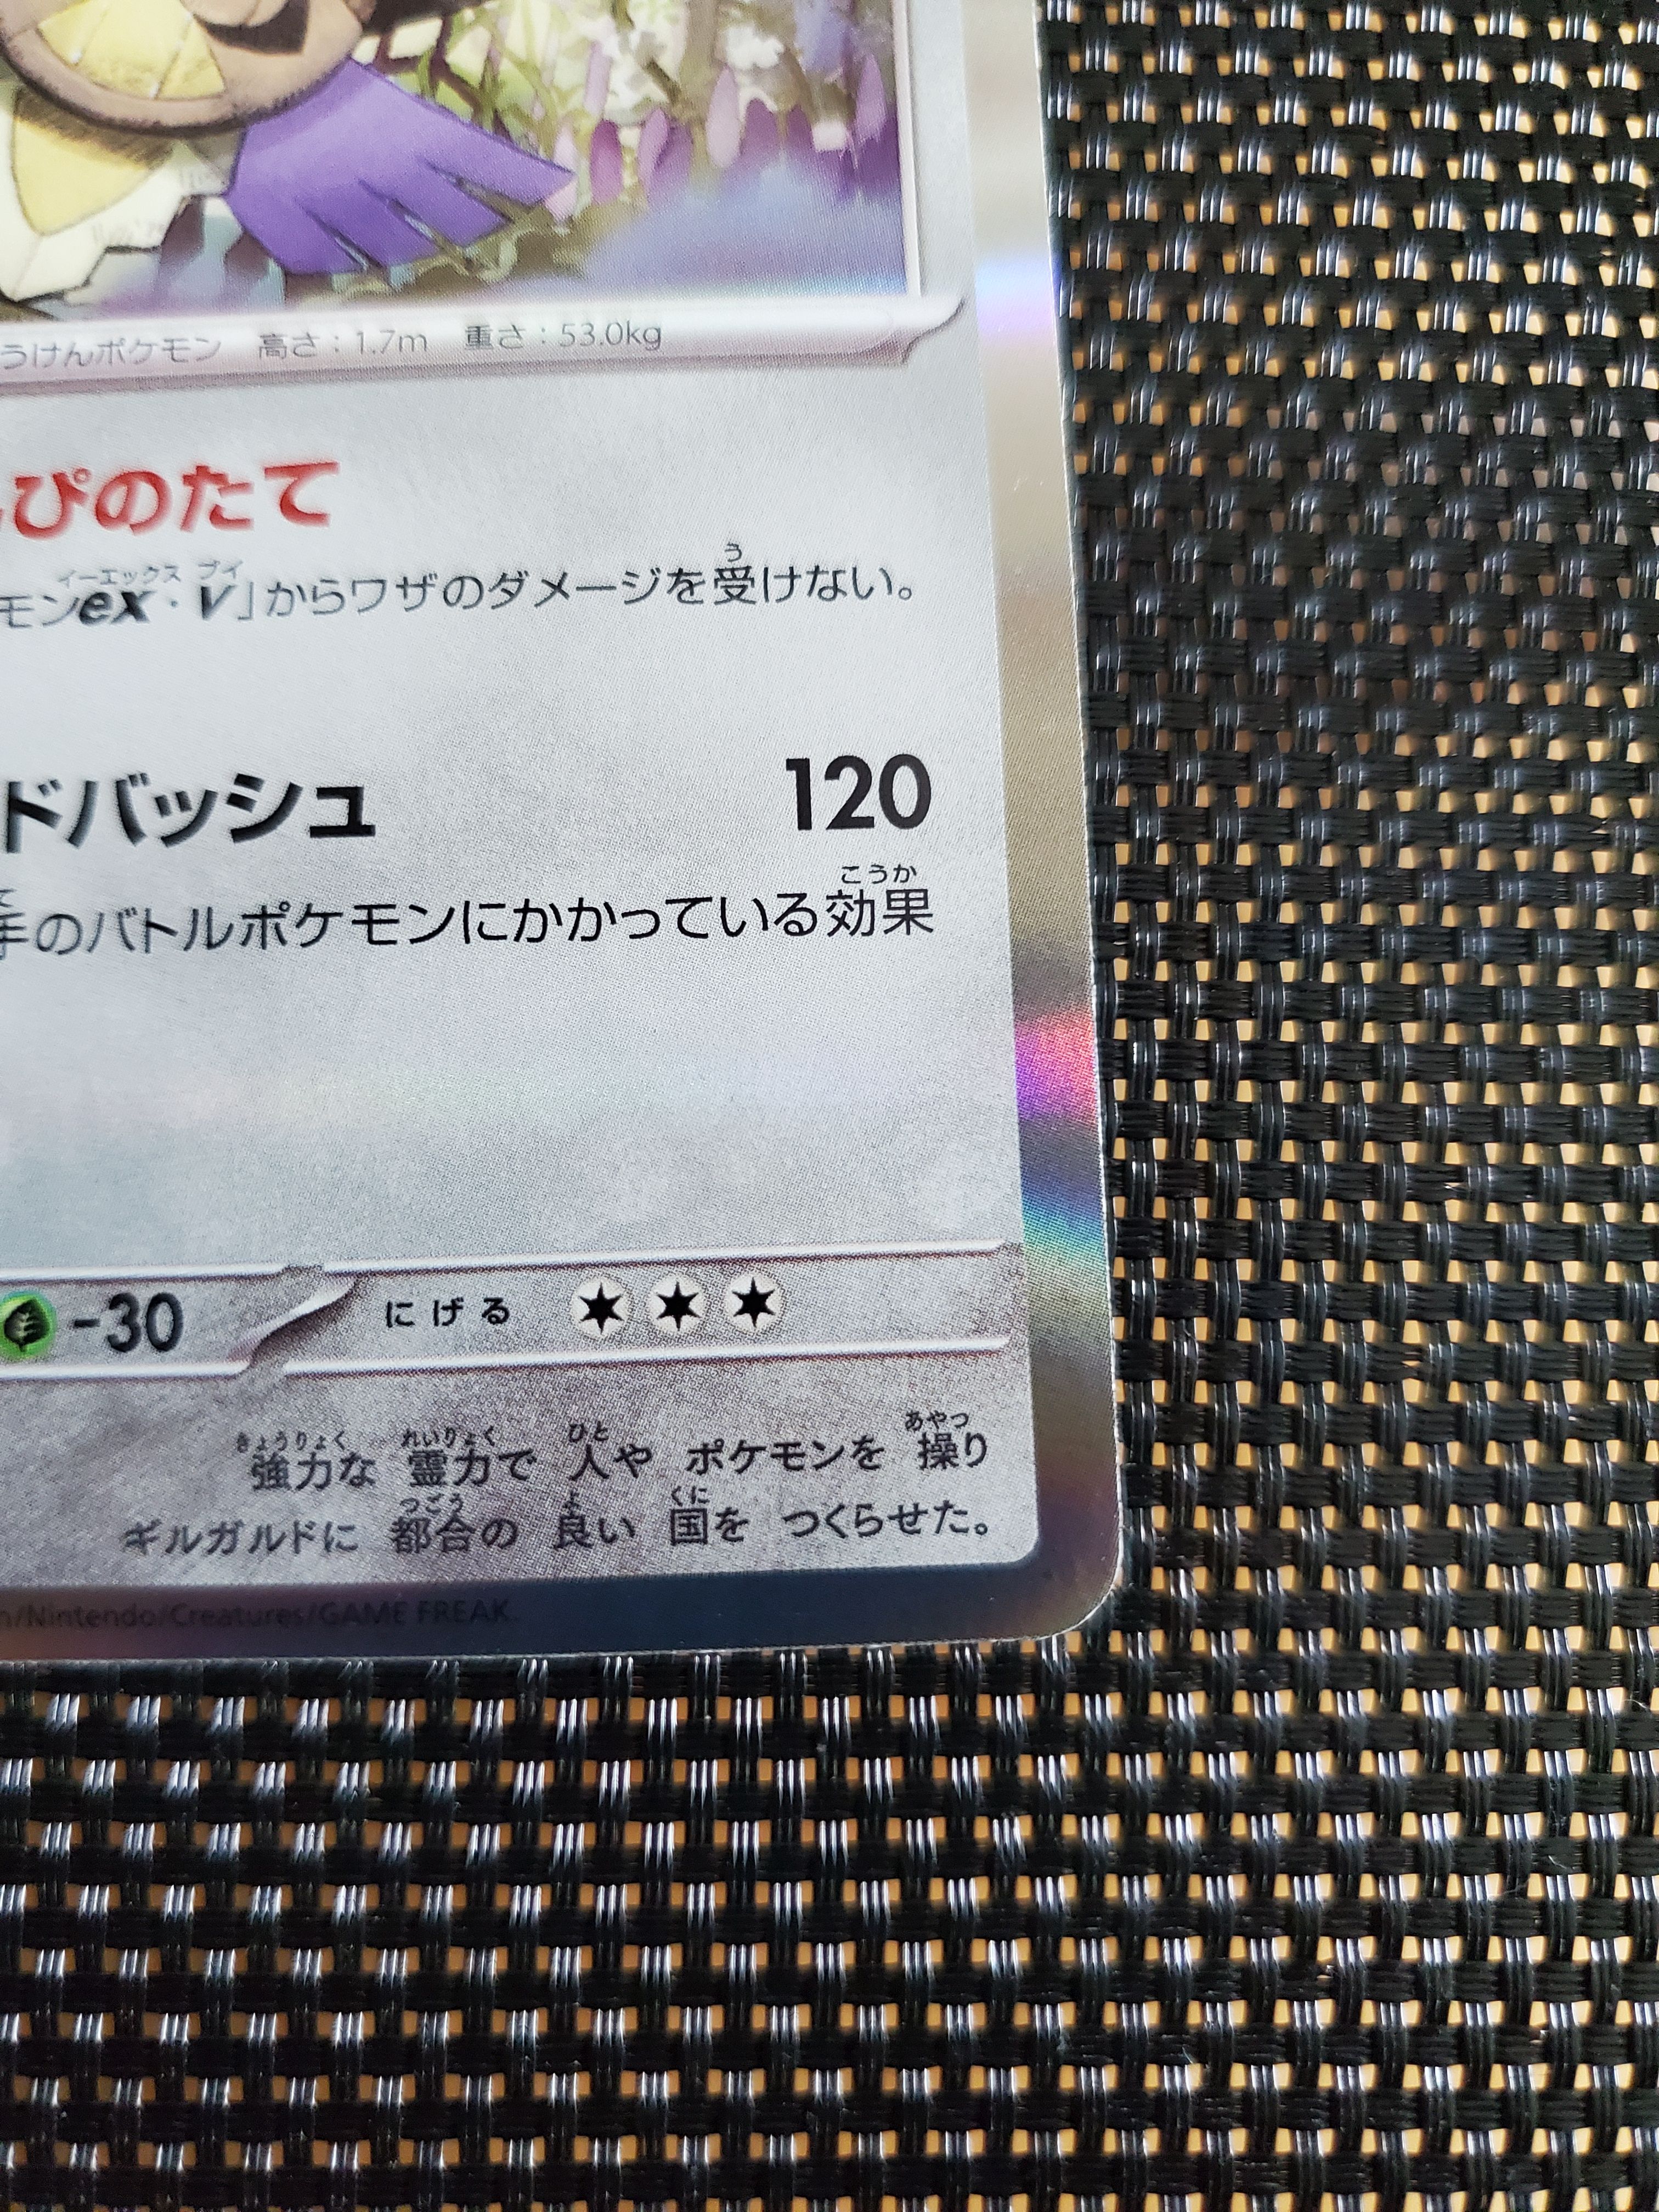 うけんポケモン 高さ：1.7m 重さ：53.0kg
ぴのたて
イーエックス ブイ う
モンex・V」からワザのダメージを受けない。
ドバッシュ 120
こうか
手のバトルポケモンにかかっている効果
-30 にげる
きょうりょく れいりょく ひと あやつ
強力な 霊力で 人や ポケモンを 操り
つごう よ くに
ギルガルドに 都合の 良い 国を つくらせた。
/Nintendo/Creatures/GAME FREAK.